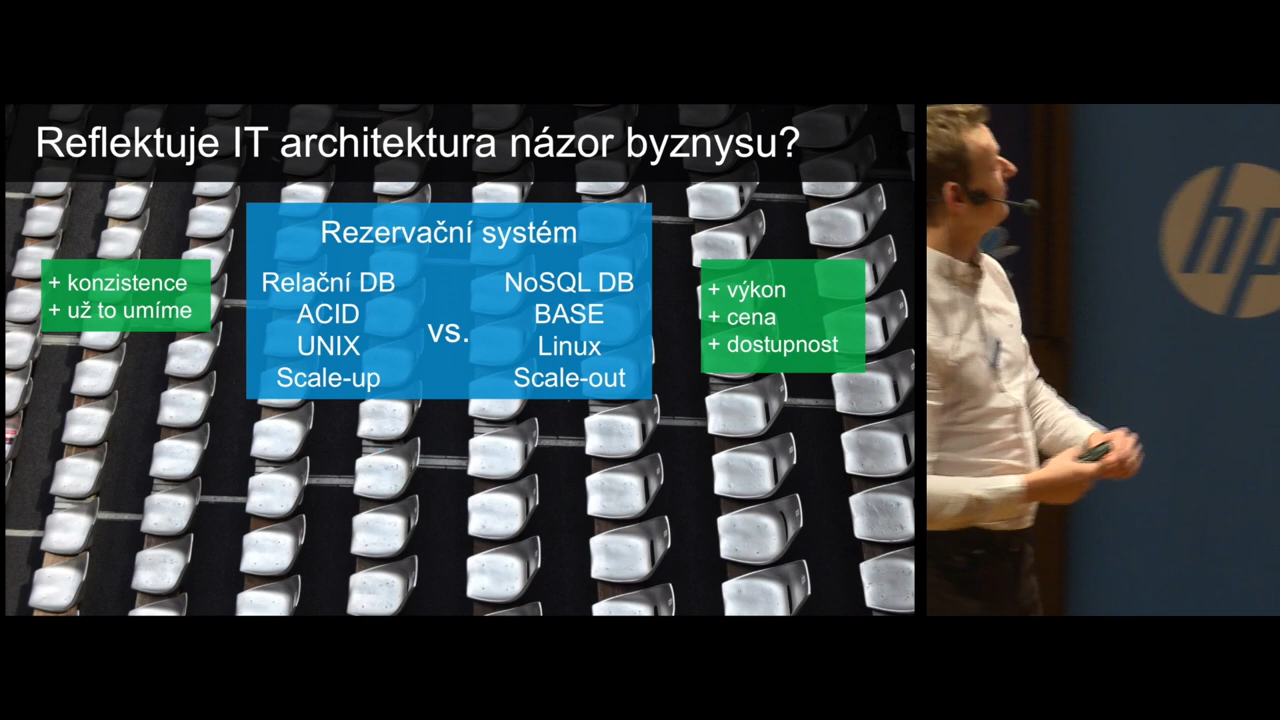 Reflektuje IT architektura názor byznysu?
Rezervační systém
+ konzistence
+ už to umíme
Relační DB
ACID
UNIX
Scale-up
vs.
NoSQL DB
BASE
Linux
Scale-out
+ výkon
+ cena
+ dostupnost
hp